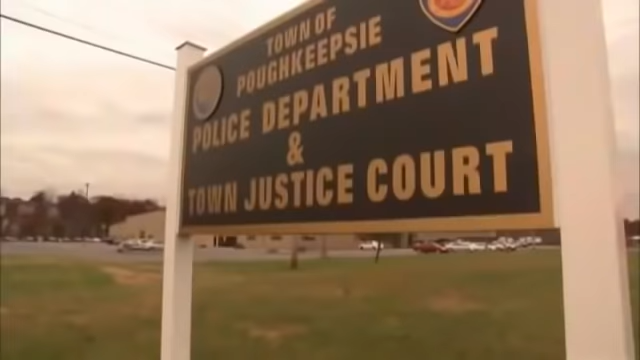 TOWN OF
POUGHKEEPSIE
POLICE DEPARTMENT
&
TOWN JUSTICE COURT